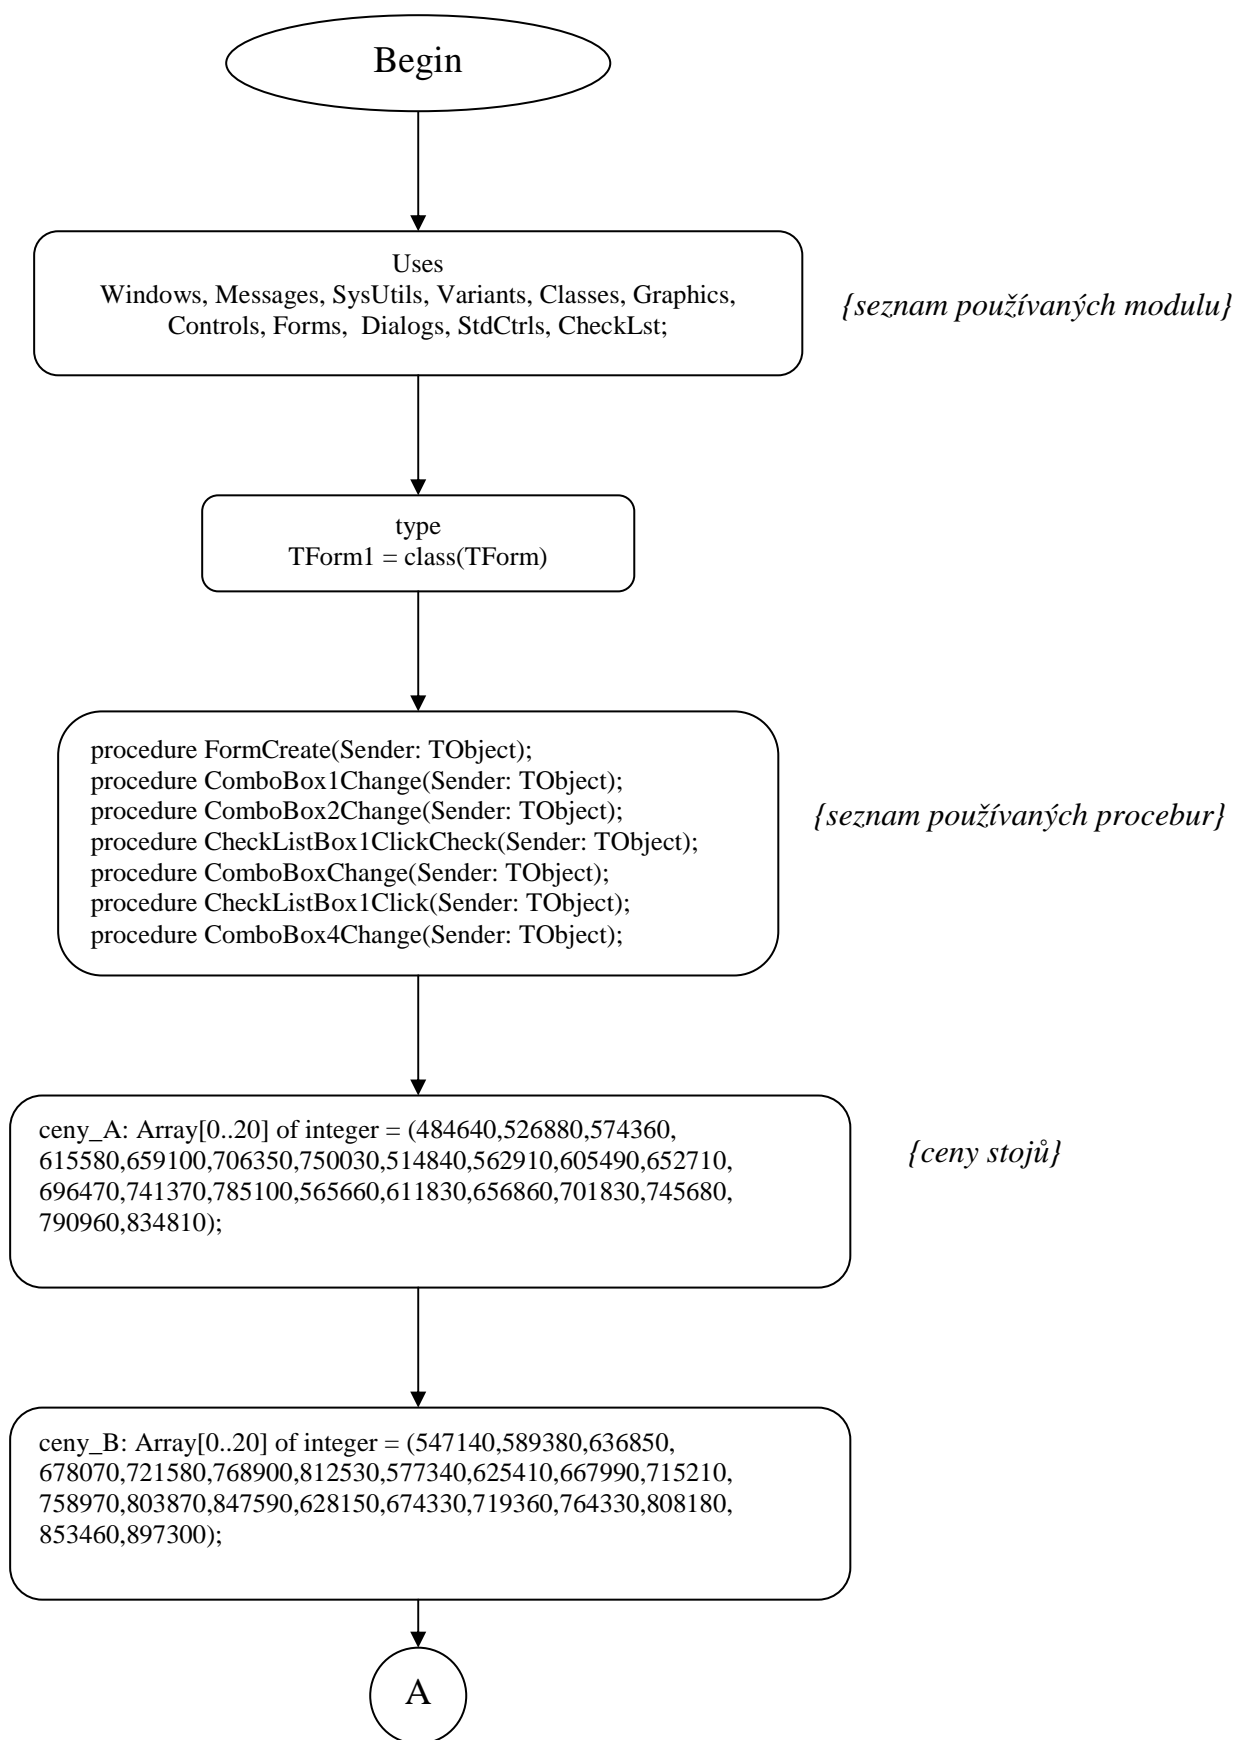 Begin
Uses
Windows, Messages, SysUtils, Variants, Classes, Graphics,
Controls, Forms, Dialogs, StdCtrls, CheckLst;
{seznam používaných modulu}
type
TForm1 = class(TForm)
procedure FormCreate(Sender: TObject);
procedure ComboBox1Change(Sender: TObject);
procedure ComboBox2Change(Sender: TObject);
procedure CheckListBox1ClickCheck(Sender: TObject);
procedure ComboBoxChange(Sender: TObject);
procedure CheckListBox1Click(Sender: TObject);
procedure ComboBox4Change(Sender: TObject);
{seznam používaných procebur}
ceny_A: Array[0..20] of integer = (484640,526880,574360,
615580,659100,706350,750030,514840,562910,605490,652710,
696470,741370,785100,565660,611830,656860,701830,745680,
790960,834810);
{ceny stojů}
ceny_B: Array[0..20] of integer = (547140,589380,636850,
678070,721580,768900,812530,577340,625410,667990,715210,
758970,803870,847590,628150,674330,719360,764330,808180,
853460,897300);
A